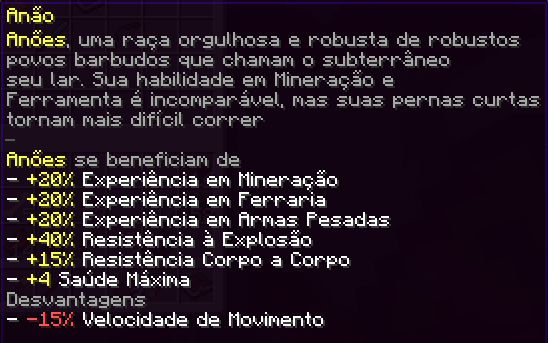 Anão
Anões, uma raça orgulhosa e robusta de robustos
povos barbudos que chamam o subterrâneo
seu lar. Sua habilidade em Mineração e
Ferramenta é incomparável, mas suas pernas curtas
tornam mais difícil correr
—
Anões se beneficiam de
- +20% Experiência em Mineração
- +20% Experiência em Ferraria
- +20% Experiência em Armas Pesadas
- +40% Resistência à Explosão
- +15% Resistência Corpo a Corpo
- +4 Saúde Máxima
Desvantagens
- -15% Velocidade de Movimento